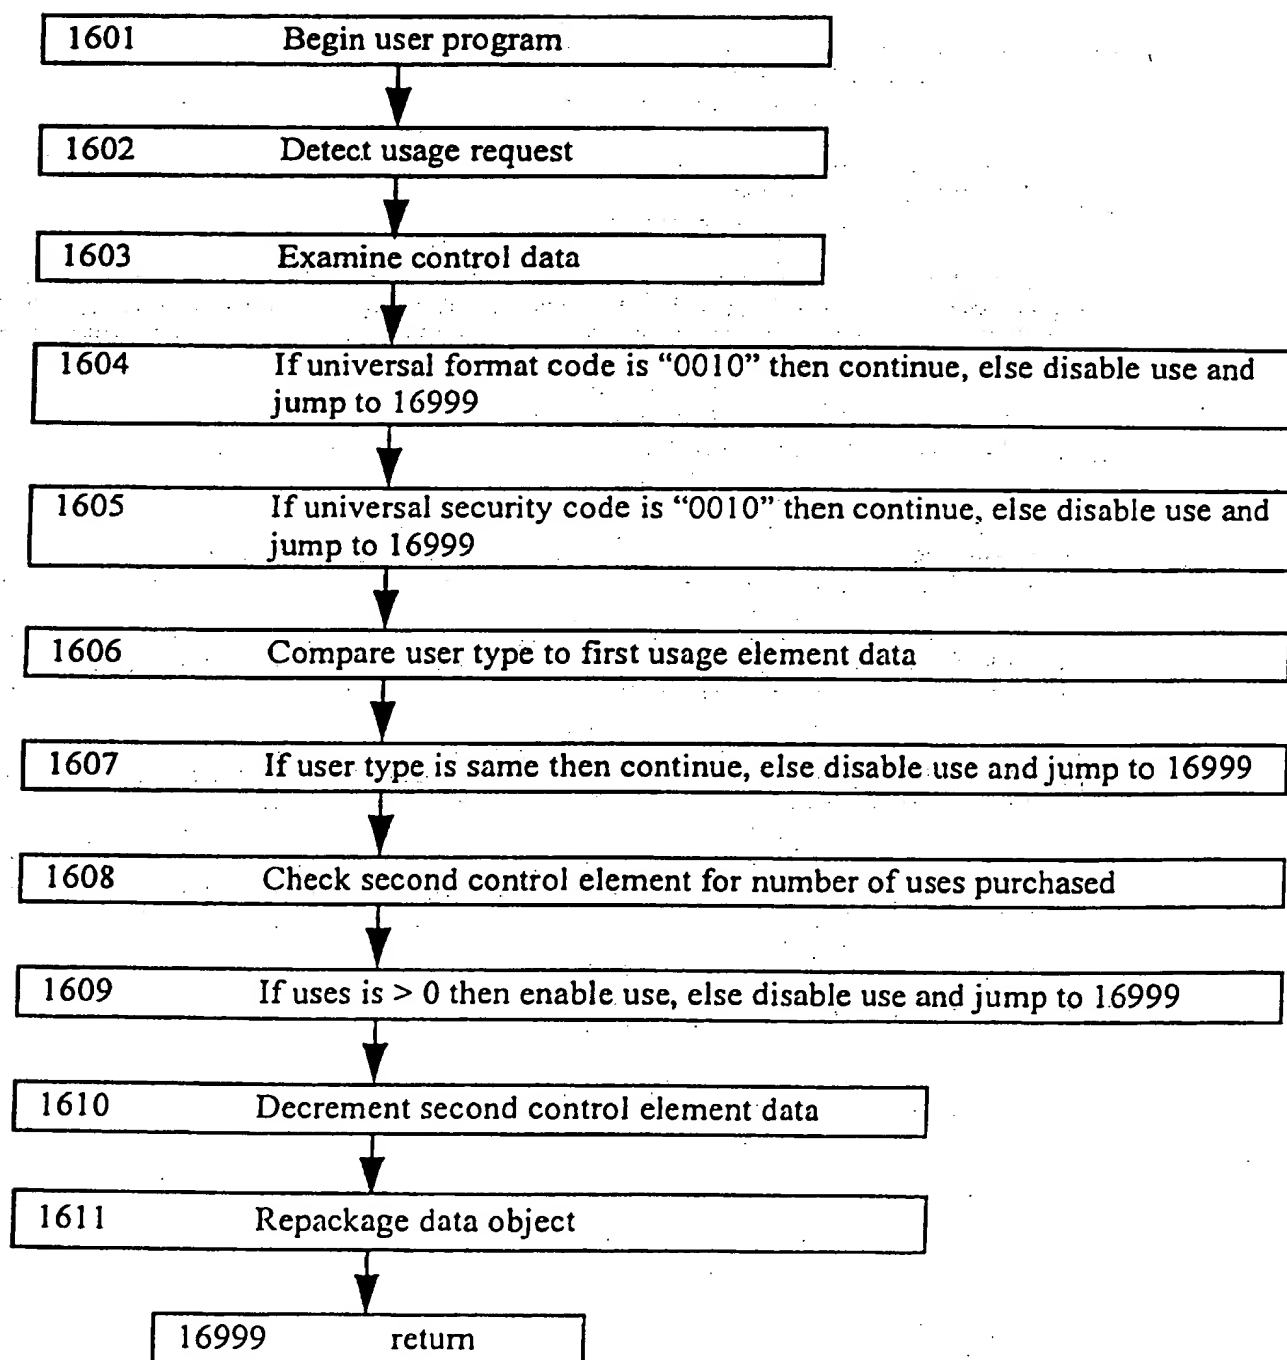 1601 Begin user program
1602 Detect usage request
1603 Examine control data
1604 If universal format code is “0010” then continue, else disable use and
jump to 16999
1605 If universal security code is “0010” then continue, else disable use and
jump to 16999
1606 Compare user type to first usage element data
1607 If user type is same then continue, else disable use and jump to 16999
1608 Check second control element for number of uses purchased
1609 If uses is > 0 then enable use, else disable use and jump to 16999
1610 Decrement second control element data
1611 Repackage data object
16999 return